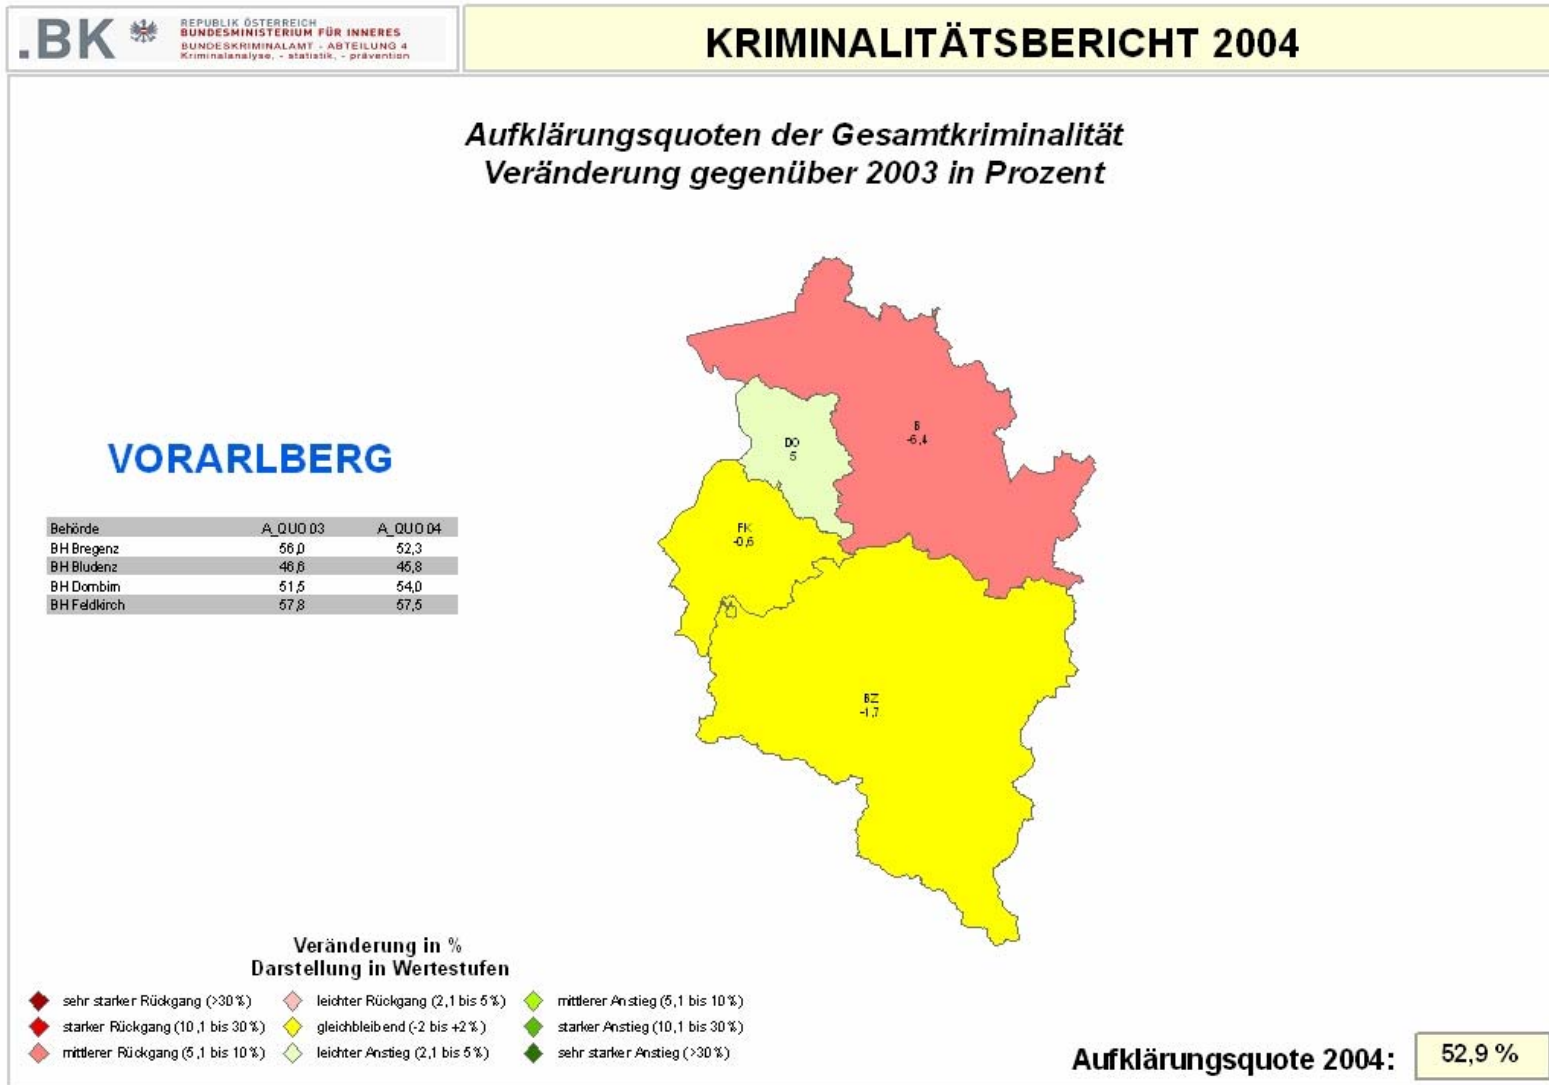 .BK
REPUBLIK ÖSTERREICH
BUNDESMINISTERIUM FÜR INNERES
BUNDESKRIMINALAMT - ABTEILUNG 4
Kriminalanalyse, - statistik, - prävention
KRIMINALITÄTSBERICHT 2004
Aufklärungsquoten der Gesamtkriminalität
Veränderung gegenüber 2003 in Prozent
VORARLBERG
Behörde A_QUO 03 A_QUO 04
BH Bregenz 56,0 52,3
BH Bludenz 46,6 45,8
BH Dornbirn 51,5 54,0
BH Feldkirch 57,8 57,5
B
-6,4
DO
5
FK
-0,6
BZ
-1,7
Veränderung in %
Darstellung in Wertestufen
sehr starker Rückgang (>30%) leichter Rückgang (2,1 bis 5%) mittlerer Anstieg (5,1 bis 10%)
starker Rückgang (10,1 bis 30%) gleichbleibend (-2 bis +2%) starker Anstieg (10,1 bis 30%)
mittlerer Rückgang (5,1 bis 10%) leichter Anstieg (2,1 bis 5%) sehr starker Anstieg (>30%)
Aufklärungsquote 2004: 52,9 %